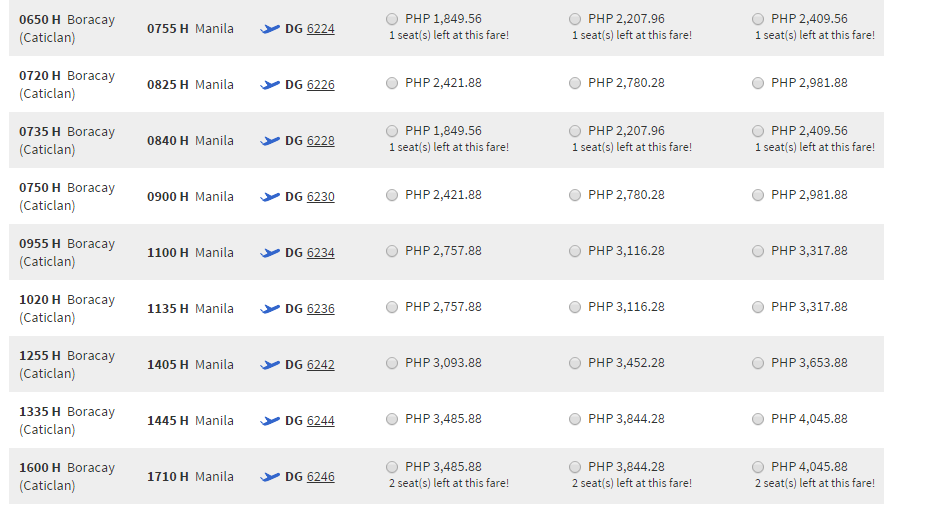 0650 H Boracay (Caticlan) 0755 H Manila DG 6224 PHP 1,849.56 PHP 2,207.96 PHP 2,409.56
1 seat(s) left at this fare! 1 seat(s) left at this fare! 1 seat(s) left at this fare!
0720 H Boracay (Caticlan) 0825 H Manila DG 6226 PHP 2,421.88 PHP 2,780.28 PHP 2,981.88
0735 H Boracay (Caticlan) 0840 H Manila DG 6228 PHP 1,849.56 PHP 2,207.96 PHP 2,409.56
1 seat(s) left at this fare! 1 seat(s) left at this fare! 1 seat(s) left at this fare!
0750 H Boracay (Caticlan) 0900 H Manila DG 6230 PHP 2,421.88 PHP 2,780.28 PHP 2,981.88
0955 H Boracay (Caticlan) 1100 H Manila DG 6234 PHP 2,757.88 PHP 3,116.28 PHP 3,317.88
1020 H Boracay (Caticlan) 1135 H Manila DG 6236 PHP 2,757.88 PHP 3,116.28 PHP 3,317.88
1255 H Boracay (Caticlan) 1405 H Manila DG 6242 PHP 3,093.88 PHP 3,452.28 PHP 3,653.88
1335 H Boracay (Caticlan) 1445 H Manila DG 6244 PHP 3,485.88 PHP 3,844.28 PHP 4,045.88
1600 H Boracay (Caticlan) 1710 H Manila DG 6246 PHP 3,485.88 PHP 3,844.28 PHP 4,045.88
2 seat(s) left at this fare! 2 seat(s) left at this fare! 2 seat(s) left at this fare!